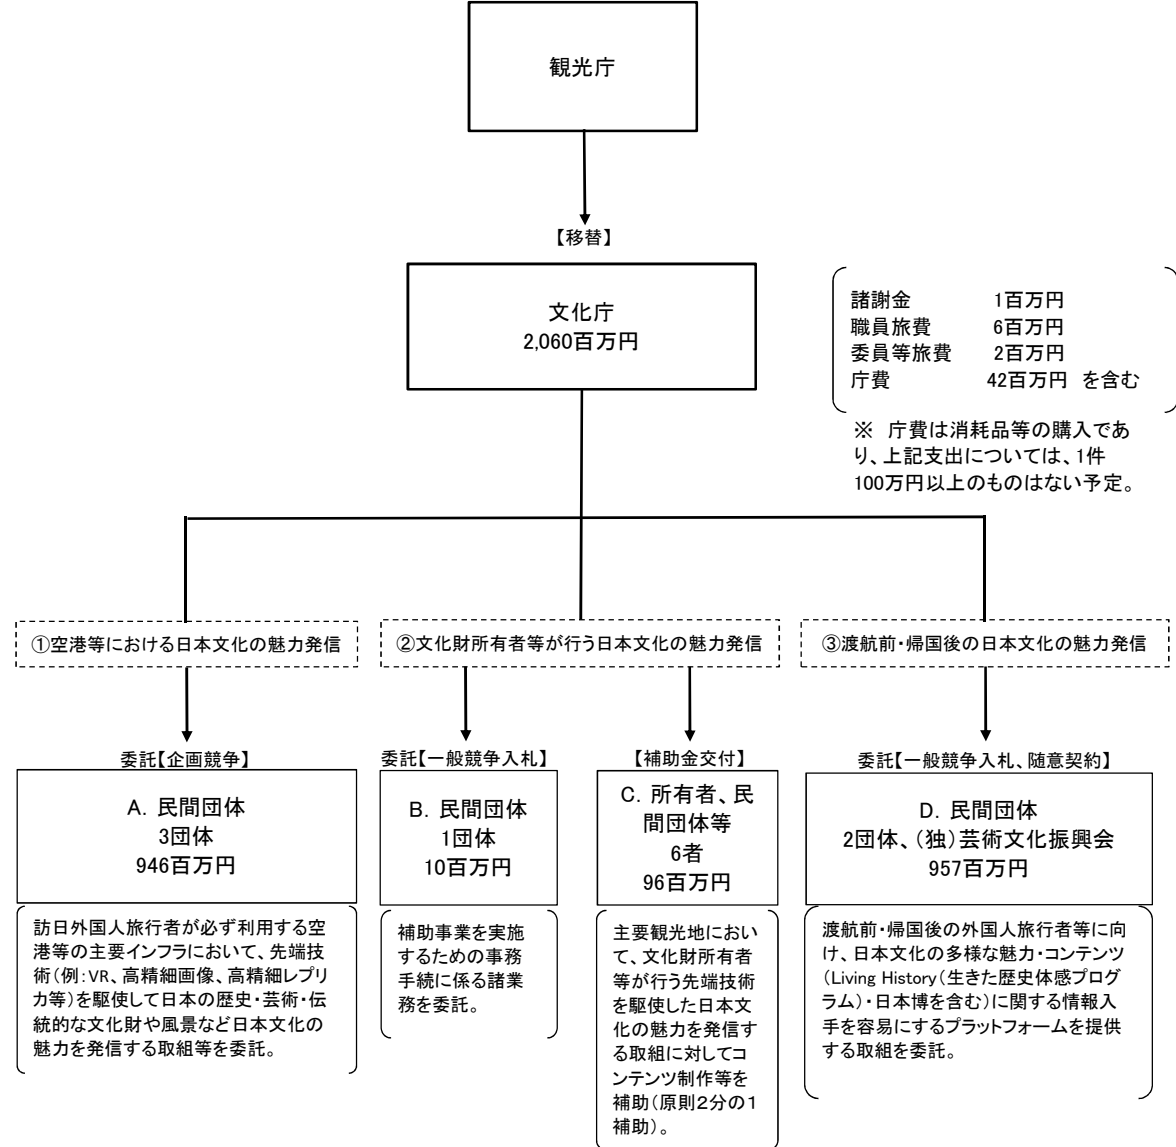 観光庁
【移替】
文化庁
2,060百万円
諸謝金 1百万円
職員旅費 6百万円
委員等旅費 2百万円
庁費 42百万円 を含む
※ 庁費は消耗品等の購入であ
り、上記支出については、1件
100万円以上のものはない予定。
①空港等における日本文化の魅力発信
②文化財所有者等が行う日本文化の魅力発信
③渡航前・帰国後の日本文化の魅力発信
委託【企画競争】
A. 民間団体
3団体
946百万円
訪日外国人旅行者が必ず利用する空
港等の主要インフラにおいて、先端技
術(例:VR、高精細画像、高精細レプリ
カ等)を駆使して日本の歴史・芸術・伝
統的な文化財や風景など日本文化の
魅力を発信する取組等を委託。
委託【一般競争入札】
B. 民間団体
1団体
10百万円
補助事業を実施
するための事務
手続に係る諸業
務を委託。
【補助金交付】
C. 所有者、民
間団体等
6者
96百万円
主要観光地におい
て、文化財所有者
等が行う先端技術
を駆使した日本文
化の魅力を発信す
る取組に対してコ
ンテンツ制作等を
補助(原則2分の1
補助)。
委託【一般競争入札、随意契約】
D. 民間団体
2団体、(独)芸術文化振興会
957百万円
渡航前・帰国後の外国人旅行者等に向
け、日本文化の多様な魅力・コンテンツ
(Living History(生きた歴史体感プログ
ラム)・日本博を含む)に関する情報入
手を容易にするプラットフォームを提供
する取組を委託。